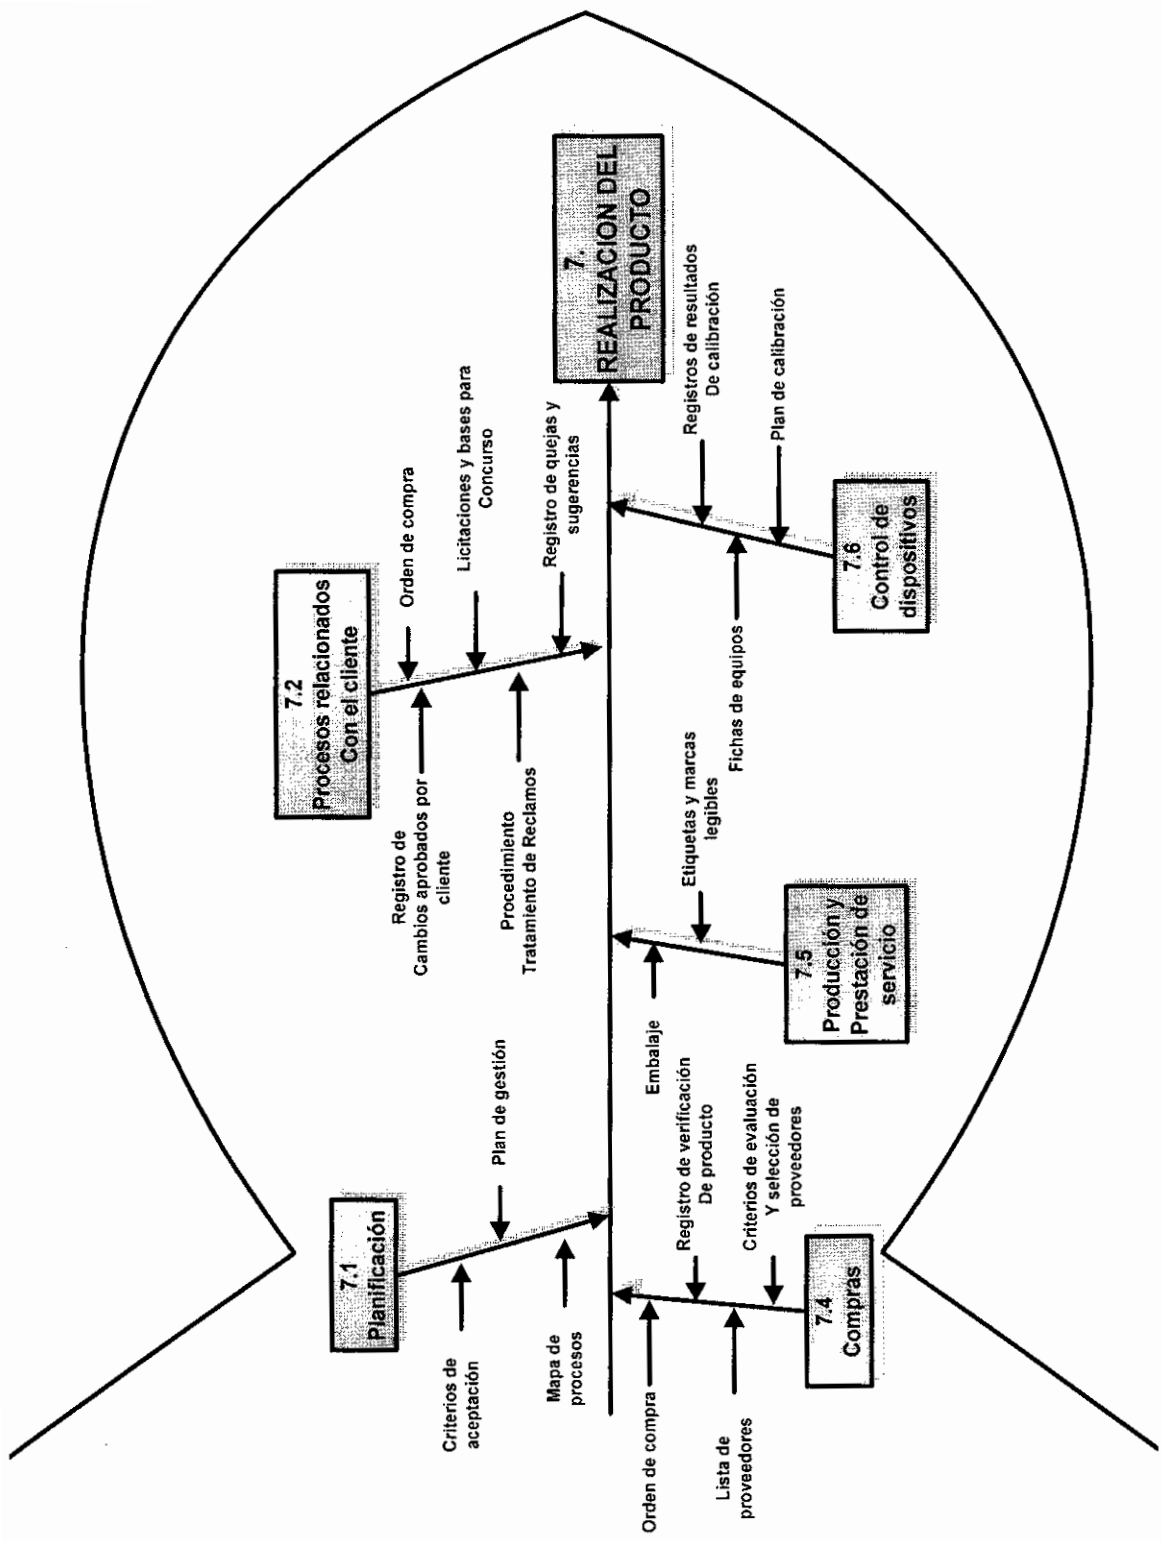 7.1
Planificación
Criterios de
aceptación
Plan de gestión
Mapa de
procesos
7.2
Procesos relacionados
Con el cliente
Orden de compra
Registro de
Cambios aprobados por
cliente
Licitaciones y bases para
Concurso
Procedimiento
Tratamiento de Reclamos
Registro de quejas y
sugerencias
7.
REALIZACION DEL
PRODUCTO
Orden de compra
Registro de verificación
De producto
Lista de
proveedores
Criterios de evaluación
Y selección de
proveedores
7.4
Compras
Embalaje
Etiquetas y marcas
legibles
7.5
Producción y
Prestación de
servicio
Registros de resultados
De calibración
Fichas de equipos
Plan de calibración
7.6
Control de
dispositivos